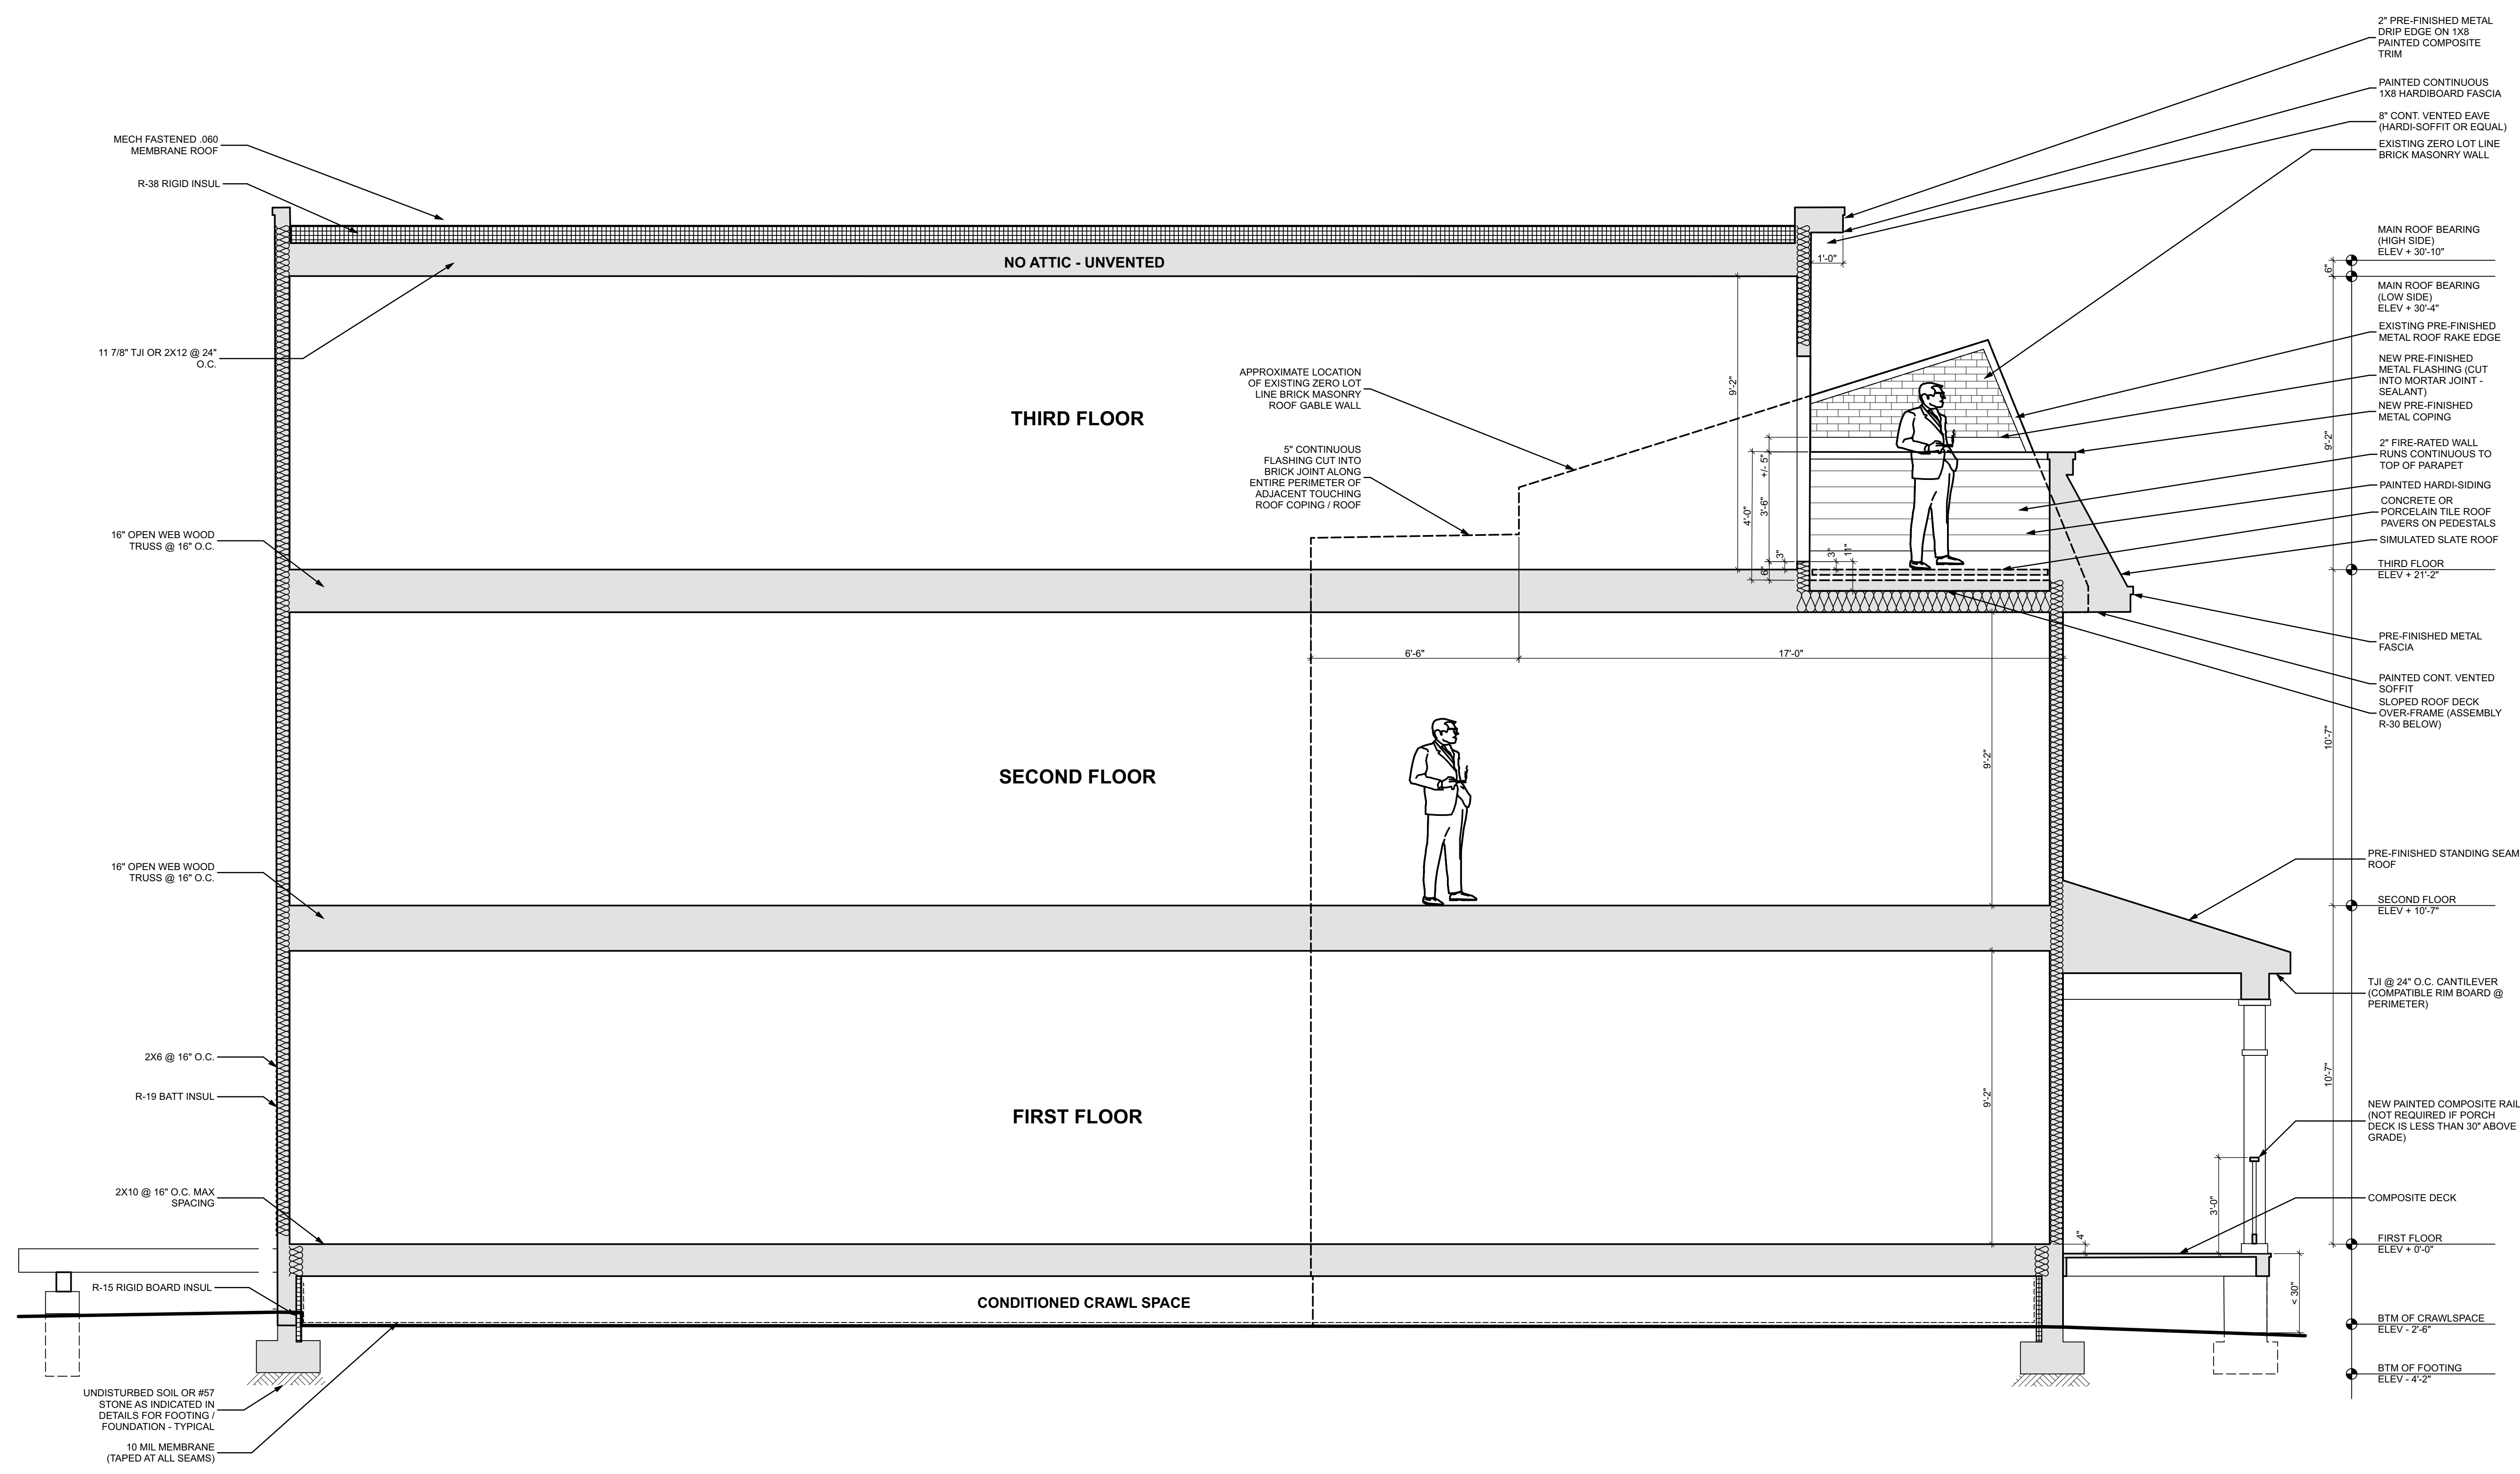 MECH FASTENED .060
MEMBRANE ROOF
R-38 RIGID INSUL
11 7/8" TJI OR 2X12 @ 24"
O.C.
16" OPEN WEB WOOD
TRUSS @ 16" O.C.
16" OPEN WEB WOOD
TRUSS @ 16" O.C.
2X6 @ 16" O.C.
R-19 BATT INSUL
2X10 @ 16" O.C. MAX
SPACING
R-15 RIGID BOARD INSUL
UNDISTURBED SOIL OR #57
STONE AS INDICATED IN
DETAILS FOR FOOTING /
FOUNDATION - TYPICAL
10 MIL MEMBRANE
(TAPED AT ALL SEAMS)
NO ATTIC - UNVENTED
THIRD FLOOR
SECOND FLOOR
FIRST FLOOR
CONDITIONED CRAWL SPACE
APPROXIMATE LOCATION
OF EXISTING ZERO LOT
LINE BRICK MASONRY
ROOF GABLE WALL
5" CONTINUOUS
FLASHING CUT INTO
BRICK JOINT ALONG
ENTIRE PERIMETER OF
ADJACENT TOUCHING
ROOF COPING / ROOF
1'-0"
9'-2"
+/- 5"
3'-6"
4'-0"
6"
3"
3"
11"
6'-6"
17'-0"
9'-2"
9'-2"
4"
3'-0"
< 30"
6"
9'-2"
10'-7"
10'-7"
2" PRE-FINISHED METAL
DRIP EDGE ON 1X8
PAINTED COMPOSITE
TRIM
PAINTED CONTINUOUS
1X8 HARDIBOARD FASCIA
8" CONT. VENTED EAVE
(HARDI-SOFFIT OR EQUAL)
EXISTING ZERO LOT LINE
BRICK MASONRY WALL
MAIN ROOF BEARING
(HIGH SIDE)
ELEV + 30'-10"
MAIN ROOF BEARING
(LOW SIDE)
ELEV + 30'-4"
EXISTING PRE-FINISHED
METAL ROOF RAKE EDGE
NEW PRE-FINISHED
METAL FLASHING (CUT
INTO MORTAR JOINT -
SEALANT)
NEW PRE-FINISHED
METAL COPING
2" FIRE-RATED WALL
RUNS CONTINUOUS TO
TOP OF PARAPET
PAINTED HARDI-SIDING
CONCRETE OR
PORCELAIN TILE ROOF
PAVERS ON PEDESTALS
SIMULATED SLATE ROOF
THIRD FLOOR
ELEV + 21'-2"
PRE-FINISHED METAL
FASCIA
PAINTED CONT. VENTED
SOFFIT
SLOPED ROOF DECK
OVER-FRAME (ASSEMBLY
R-30 BELOW)
PRE-FINISHED STANDING SEAM
ROOF
SECOND FLOOR
ELEV + 10'-7"
TJI @ 24" O.C. CANTILEVER
(COMPATIBLE RIM BOARD @
PERIMETER)
NEW PAINTED COMPOSITE RAIL
(NOT REQUIRED IF PORCH
DECK IS LESS THAN 30" ABOVE
GRADE)
COMPOSITE DECK
FIRST FLOOR
ELEV + 0'-0"
BTM OF CRAWLSPACE
ELEV - 2'-6"
BTM OF FOOTING
ELEV - 4'-2"